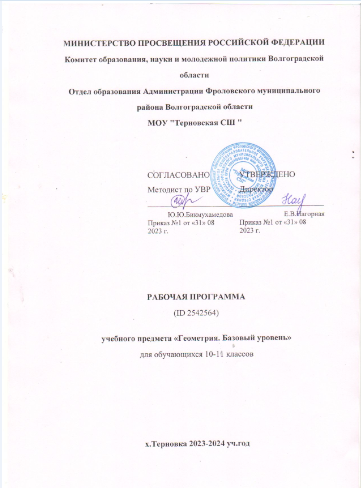 МИНИСТЕРСТВО ПРОСВЕЩЕНИЯ РОССИЙСКОЙ ФЕДЕРАЦИИ
Комитет образования, науки и молодежной политики Волгоградской
области
Отдел образования Администрации Фроловского муниципального
района Волгоградской области
МОУ "Терновская СШ "
СОГЛАСОВАНО УТВЕРЖДЕНО
Методист по УВР Директор
Ю.Ю.Бикмухамедова Е.В.Нагорная
Приказ №1 от «31» 08 Приказ №1 от «31» 08
2023 г. 2023 г.
РАБОЧАЯ ПРОГРАММА
(ID 2542564)
учебного предмета «Геометрия. Базовый уровень»
для обучающихся 10-11 классов
х.Терновка 2023-2024 уч.год